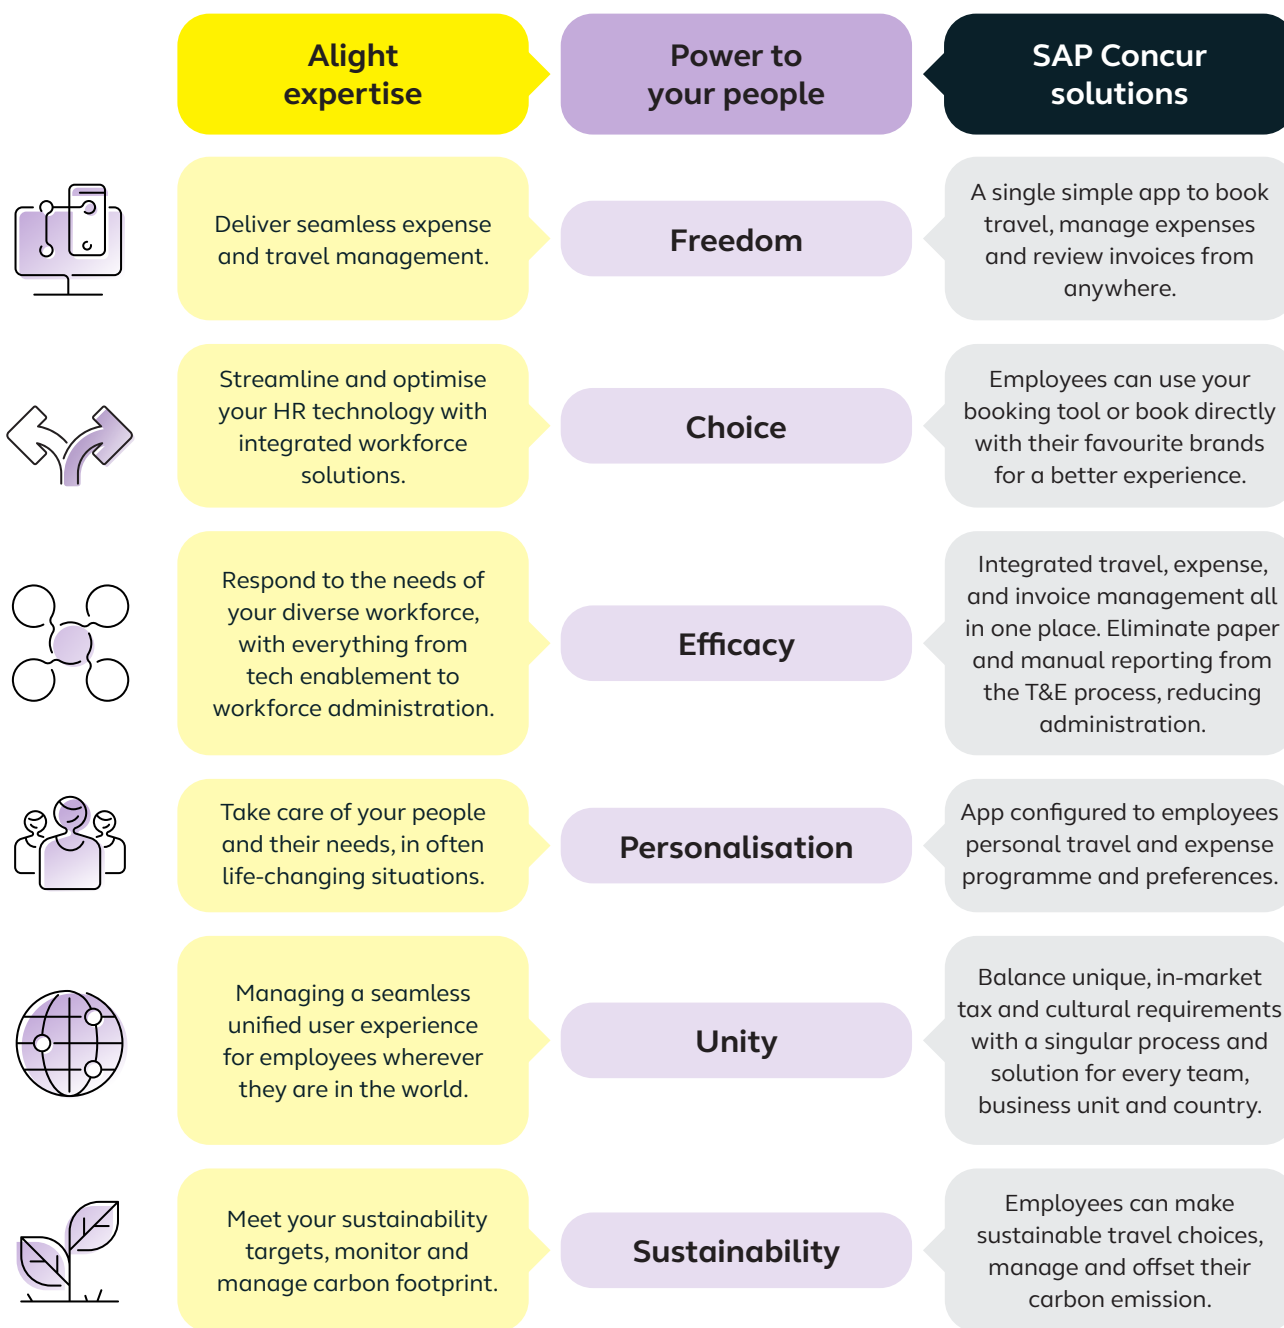 Alight
expertise
Power to
your people
SAP Concur
solutions
Deliver seamless expense
and travel management.
Freedom
A single simple app to book
travel, manage expenses
and review invoices from
anywhere.
Streamline and optimise
your HR technology with
integrated workforce
solutions.
Choice
Employees can use your
booking tool or book directly
with their favourite brands
for a better experience.
Respond to the needs of
your diverse workforce,
with everything from
tech enablement to
workforce administration.
Efficacy
Integrated travel, expense,
and invoice management all
in one place. Eliminate paper
and manual reporting from
the T&E process, reducing
administration.
Take care of your people
and their needs, in often
life-changing situations.
Personalisation
App configured to employees
personal travel and expense
programme and preferences.
Managing a seamless
unified user experience
for employees wherever
they are in the world.
Unity
Balance unique, in-market
tax and cultural requirements
with a singular process and
solution for every team,
business unit and country.
Meet your sustainability
targets, monitor and
manage carbon footprint.
Sustainability
Employees can make
sustainable travel choices,
manage and offset their
carbon emission.